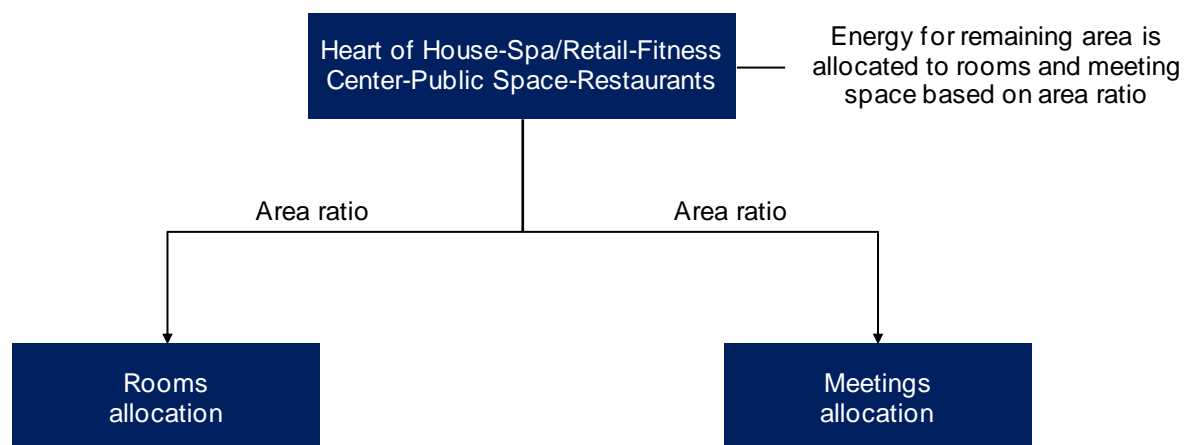 Heart of House-Spa/Retail-Fitness
Center-Public Space-Restaurants
Energy for remaining area is
allocated to rooms and meeting
space based on area ratio
Area ratio
Area ratio
Rooms
allocation
Meetings
allocation